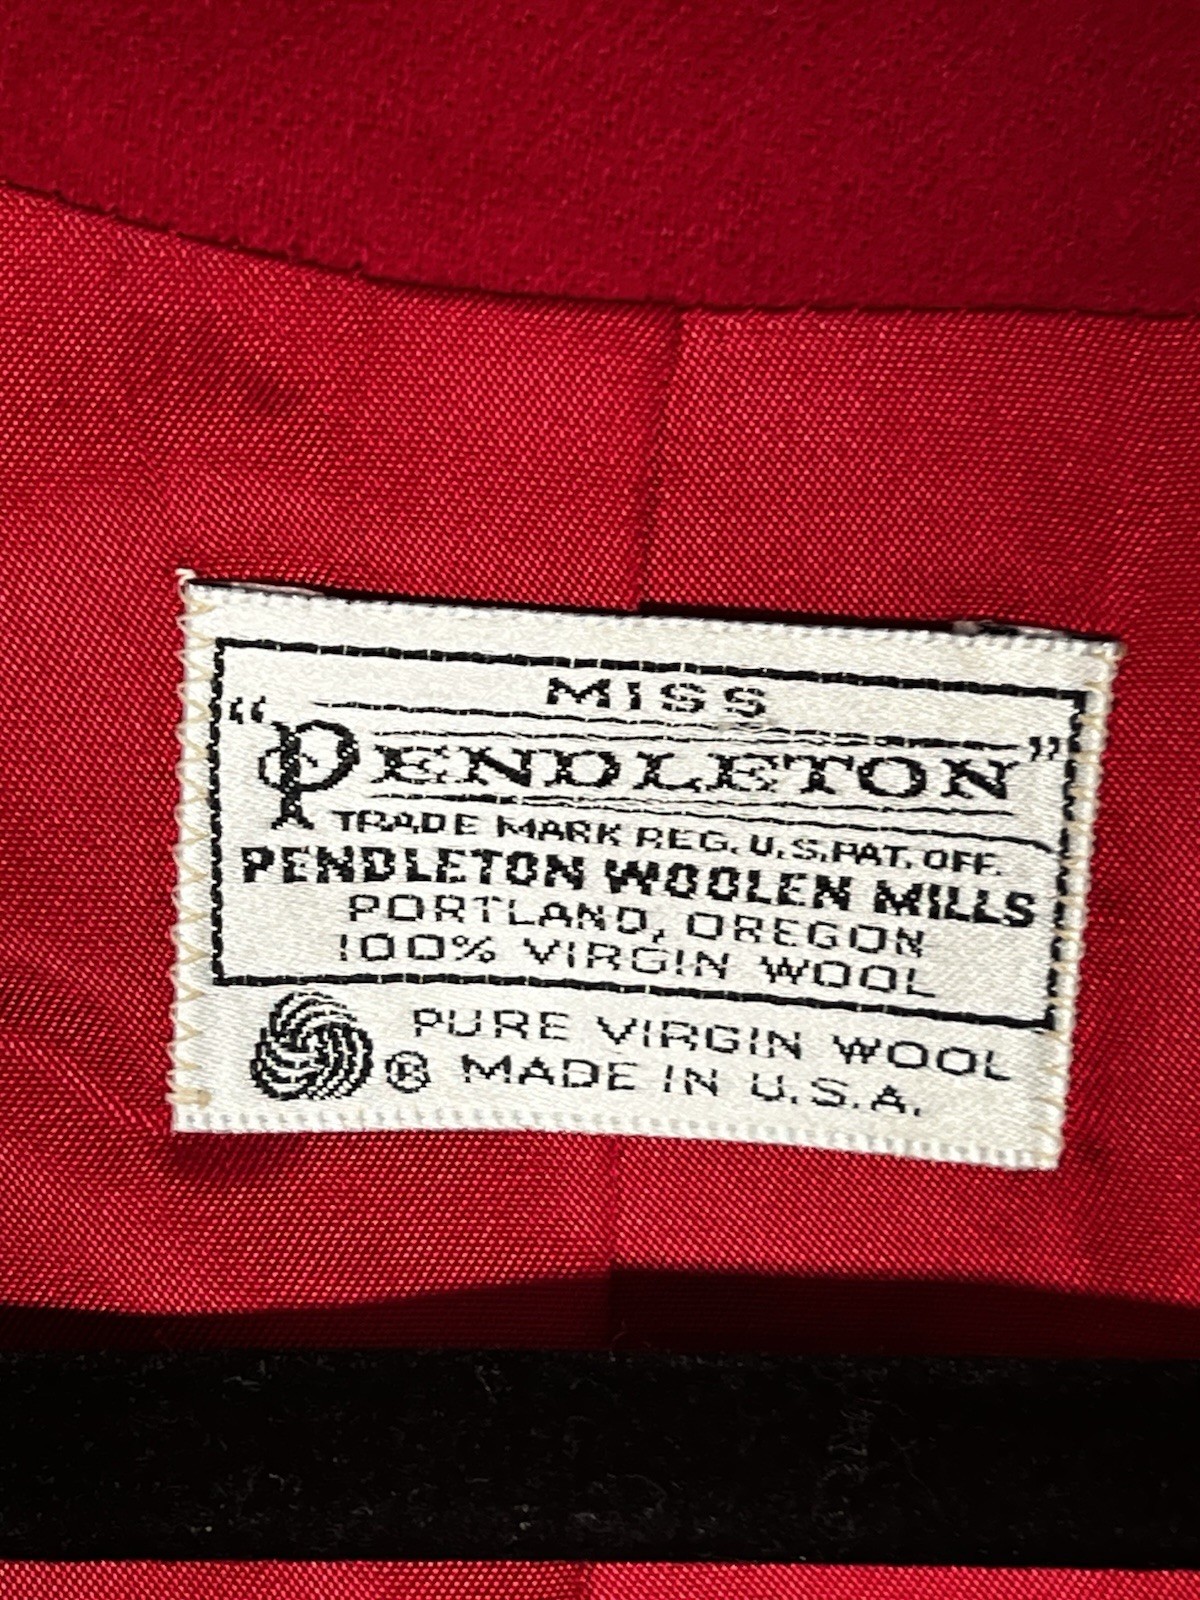 MISS
“PENDLETON”
TRADE MARK REG. U.S. PAT. OFF.
PENDLETON WOOLEN MILLS
PORTLAND, OREGON
100% VIRGIN WOOL
PURE VIRGIN WOOL
® MADE IN U.S.A.